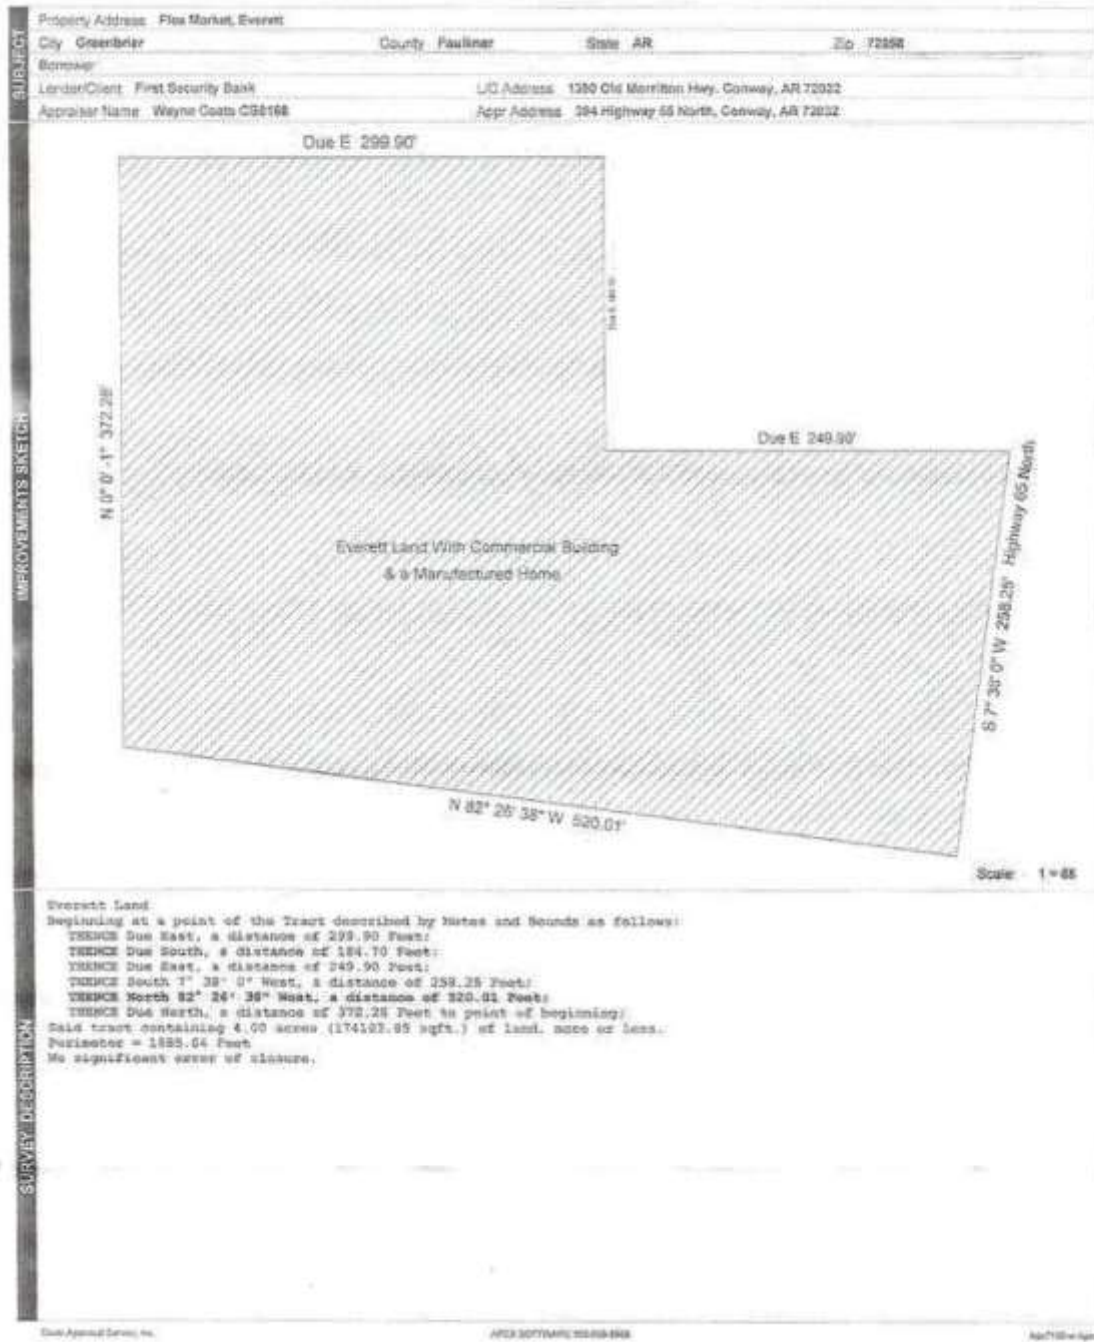 SUBJECT
Property Address Flea Market, Everett
City Greenbrier County Faulkner State AR Zip 72058
Borrower
Lender/Client First Security Bank L/C Address 1380 Old Morrilton Hwy. Conway, AR 72032
Appraiser Name Wayne Coats CG0168 Appr Address 394 Highway 65 North, Conway, AR 72032
IMPROVEMENTS SKETCH
Due E 299.90'
N 0° 0' -1" 372.28'
Due E 249.90'
Everett Land With Commercial Building
& a Manufactured Home
S 7° 38' 0" W 258.25' Highway 65 North
N 82° 26' 38" W 520.01'
Scale: 1 = 66
SURVEY DESCRIPTION
Everett Land
Beginning at a point of the Tract described by Metes and Bounds as follows:
THENCE Due East, a distance of 299.90 Feet;
THENCE Due South, a distance of 184.70 Feet;
THENCE Due East, a distance of 249.90 Feet;
THENCE South 7° 38' 0" West, a distance of 258.25 Feet;
THENCE North 82° 26' 38" West, a distance of 520.01 Feet;
THENCE Due North, a distance of 372.28 Feet to point of beginning;
Said tract containing 4.00 acres (174103.85 sqft.) of land, more or less.
Perimeter = 1885.04 Feet
No significant error of closure.
Coats Appraisal Service, Inc. APEX SOFTWARE